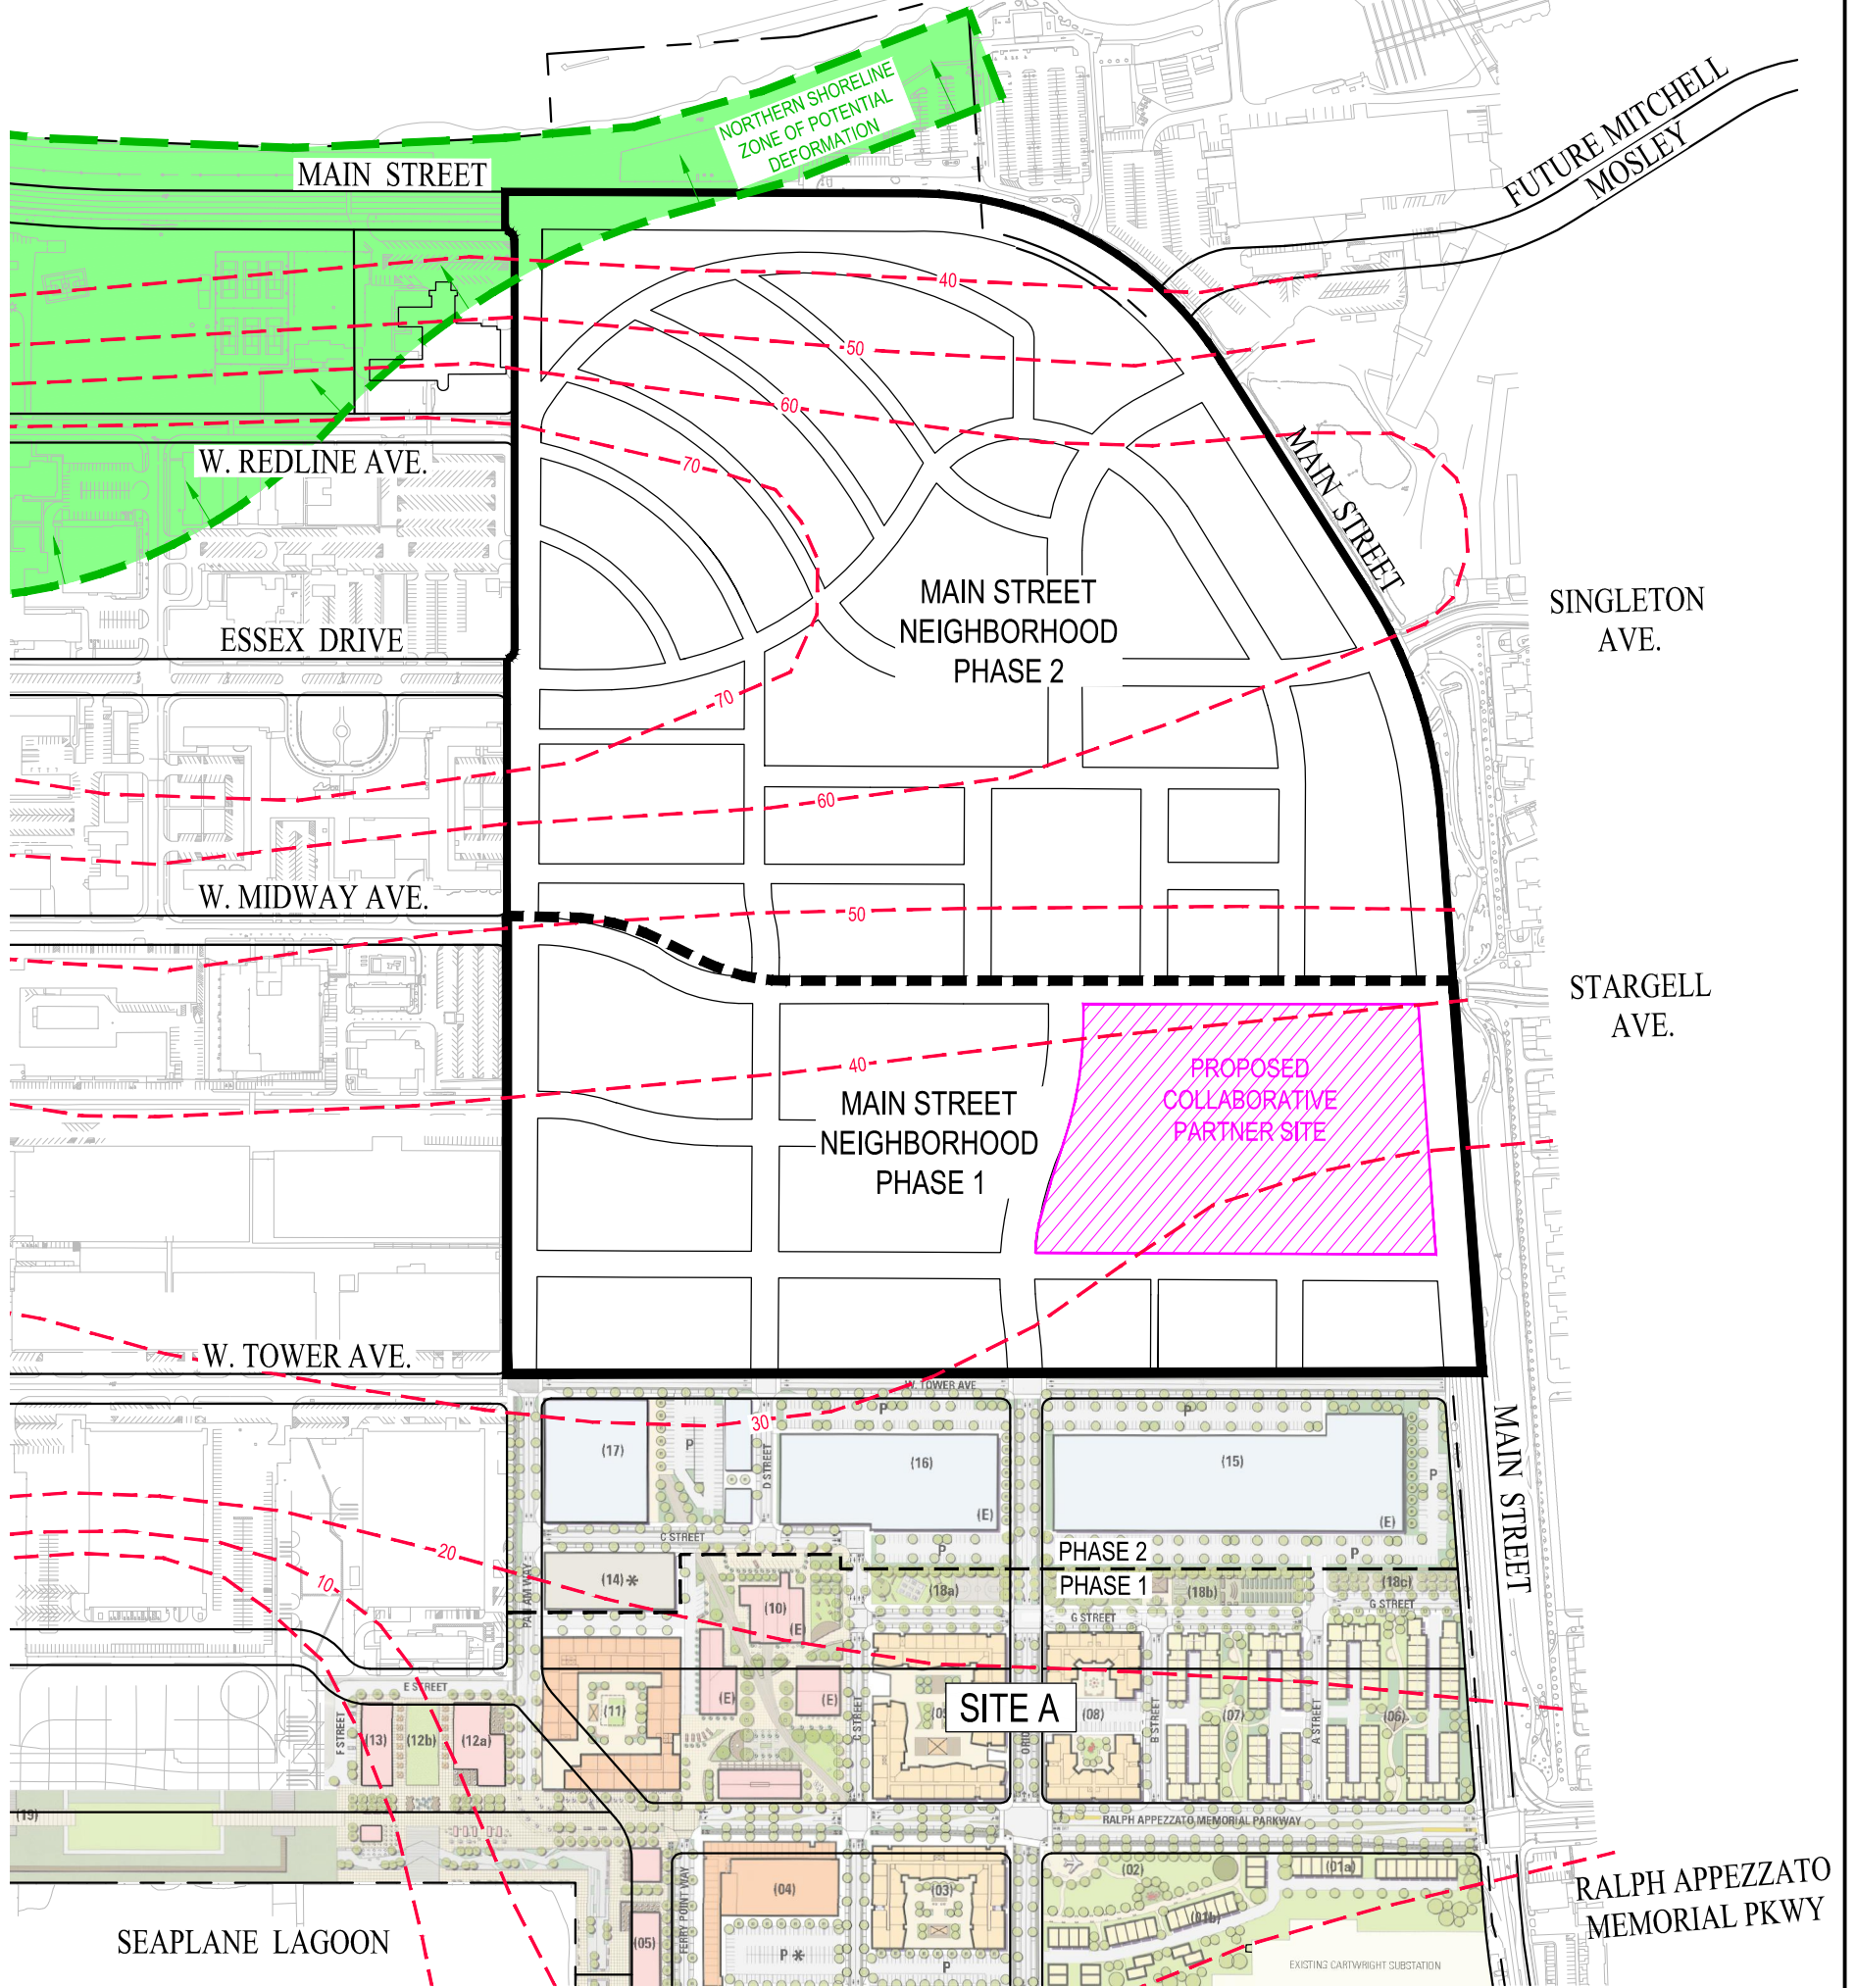 NORTHERN SHORELINE
ZONE OF POTENTIAL
DEFORMATION
MAIN STREET
FUTURE MITCHELL
MOSLEY
40
50
60
70
W. REDLINE AVE.
MAIN STREET
MAIN STREET
NEIGHBORHOOD
PHASE 2
SINGLETON
AVE.
ESSEX DRIVE
70
60
W. MIDWAY AVE.
50
STARGELL
AVE.
40
PROPOSED
COLLABORATIVE
PARTNER SITE
MAIN STREET
NEIGHBORHOOD
PHASE 1
W. TOWER AVE.
W. TOWER AVE
30
P
P
(17)
P
D STREET
(16)
(15)
P
MAIN STREET
(E)
(E)
C STREET
P
P
20
PHASE 2
PHASE 1
10
(14)*
(18a)
(18b)
(18c)
(10)
(E)
G STREET
G STREET
E STREET
F STREET
(13)
(12b)
(12a)
(11)
(E)
(E)
C STREET
SITE A
(08)
B STREET
(07)
A STREET
(06)
(19)
RALPH APPEZZATO MEMORIAL PARKWAY
(04)
(03)
(02)
(01a)
(01b)
FERRY POINT WAY
(05)
P *
P
RALPH APPEZZATO
MEMORIAL PKWY
SEAPLANE LAGOON
EXISTING CARTWRIGHT SUBSTATION